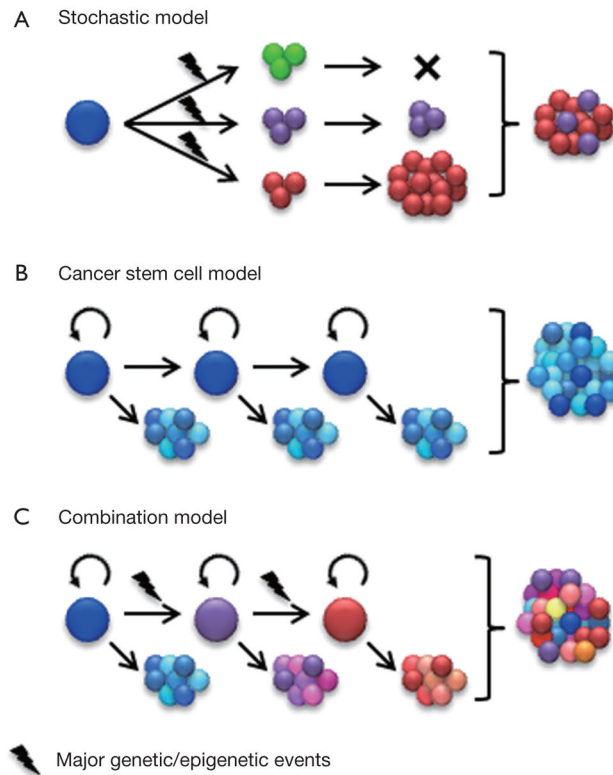 A Stochastic model
B Cancer stem cell model
C Combination model
Major genetic/epigenetic events